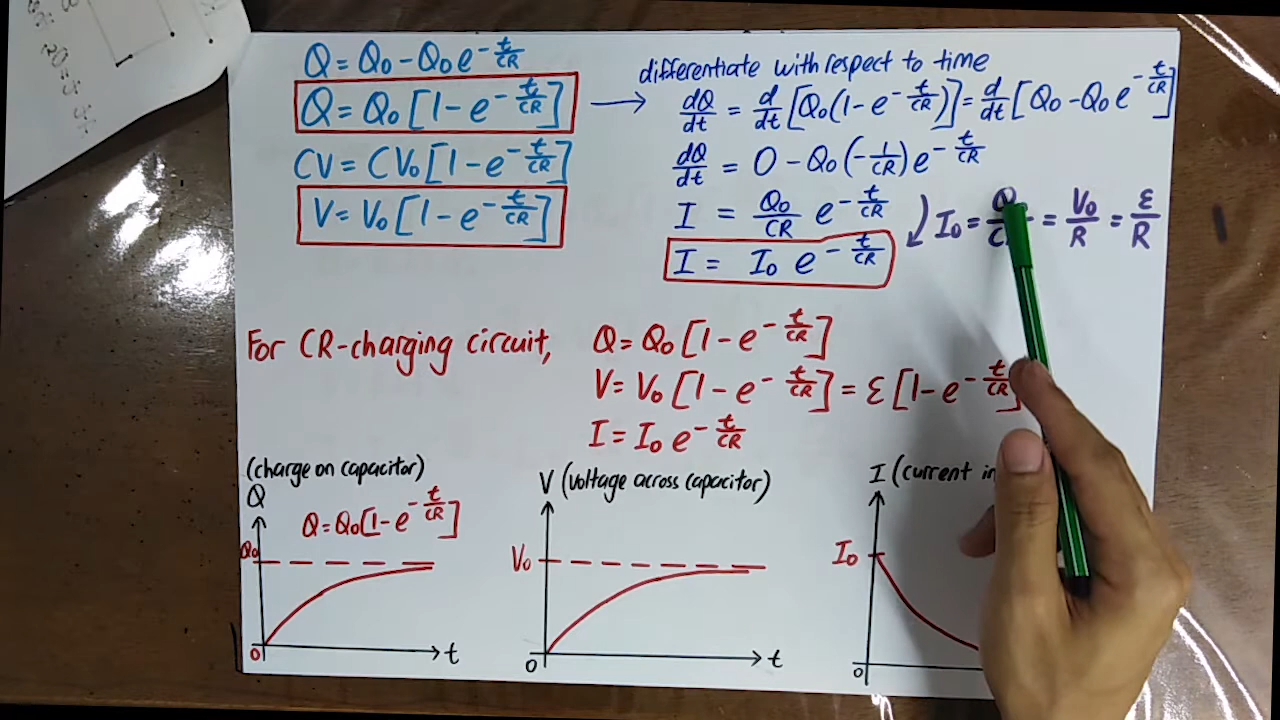 Q = Q₀ - Q₀e^(-t/CR)
Q = Q₀[1 - e^(-t/CR)]
CV = CV₀[1 - e^(-t/CR)]
V = V₀[1 - e^(-t/CR)]
differentiate with respect to time
dQ/dt = d/dt[Q₀(1 - e^(-t/CR))] = d/dt[Q₀ - Q₀e^(-t/CR)]
dQ/dt = 0 - Q₀(-1/CR)e^(-t/CR)
I = Q₀/CR e^(-t/CR)
I = I₀ e^(-t/CR)
I₀ = = V₀/R = ε/R
For CR-charging circuit,
Q = Q₀[1 - e^(-t/CR)]
V = V₀[1 - e^(-t/CR)] = ε[1 - e^(-t/CR)
I = I₀ e^(-t/CR)
(charge on capacitor)
Q
Q = Q₀[1 - e^(-t/CR)]
Q₀
0
t
V (voltage across capacitor)
V₀
0
t
I (current in
I₀
0